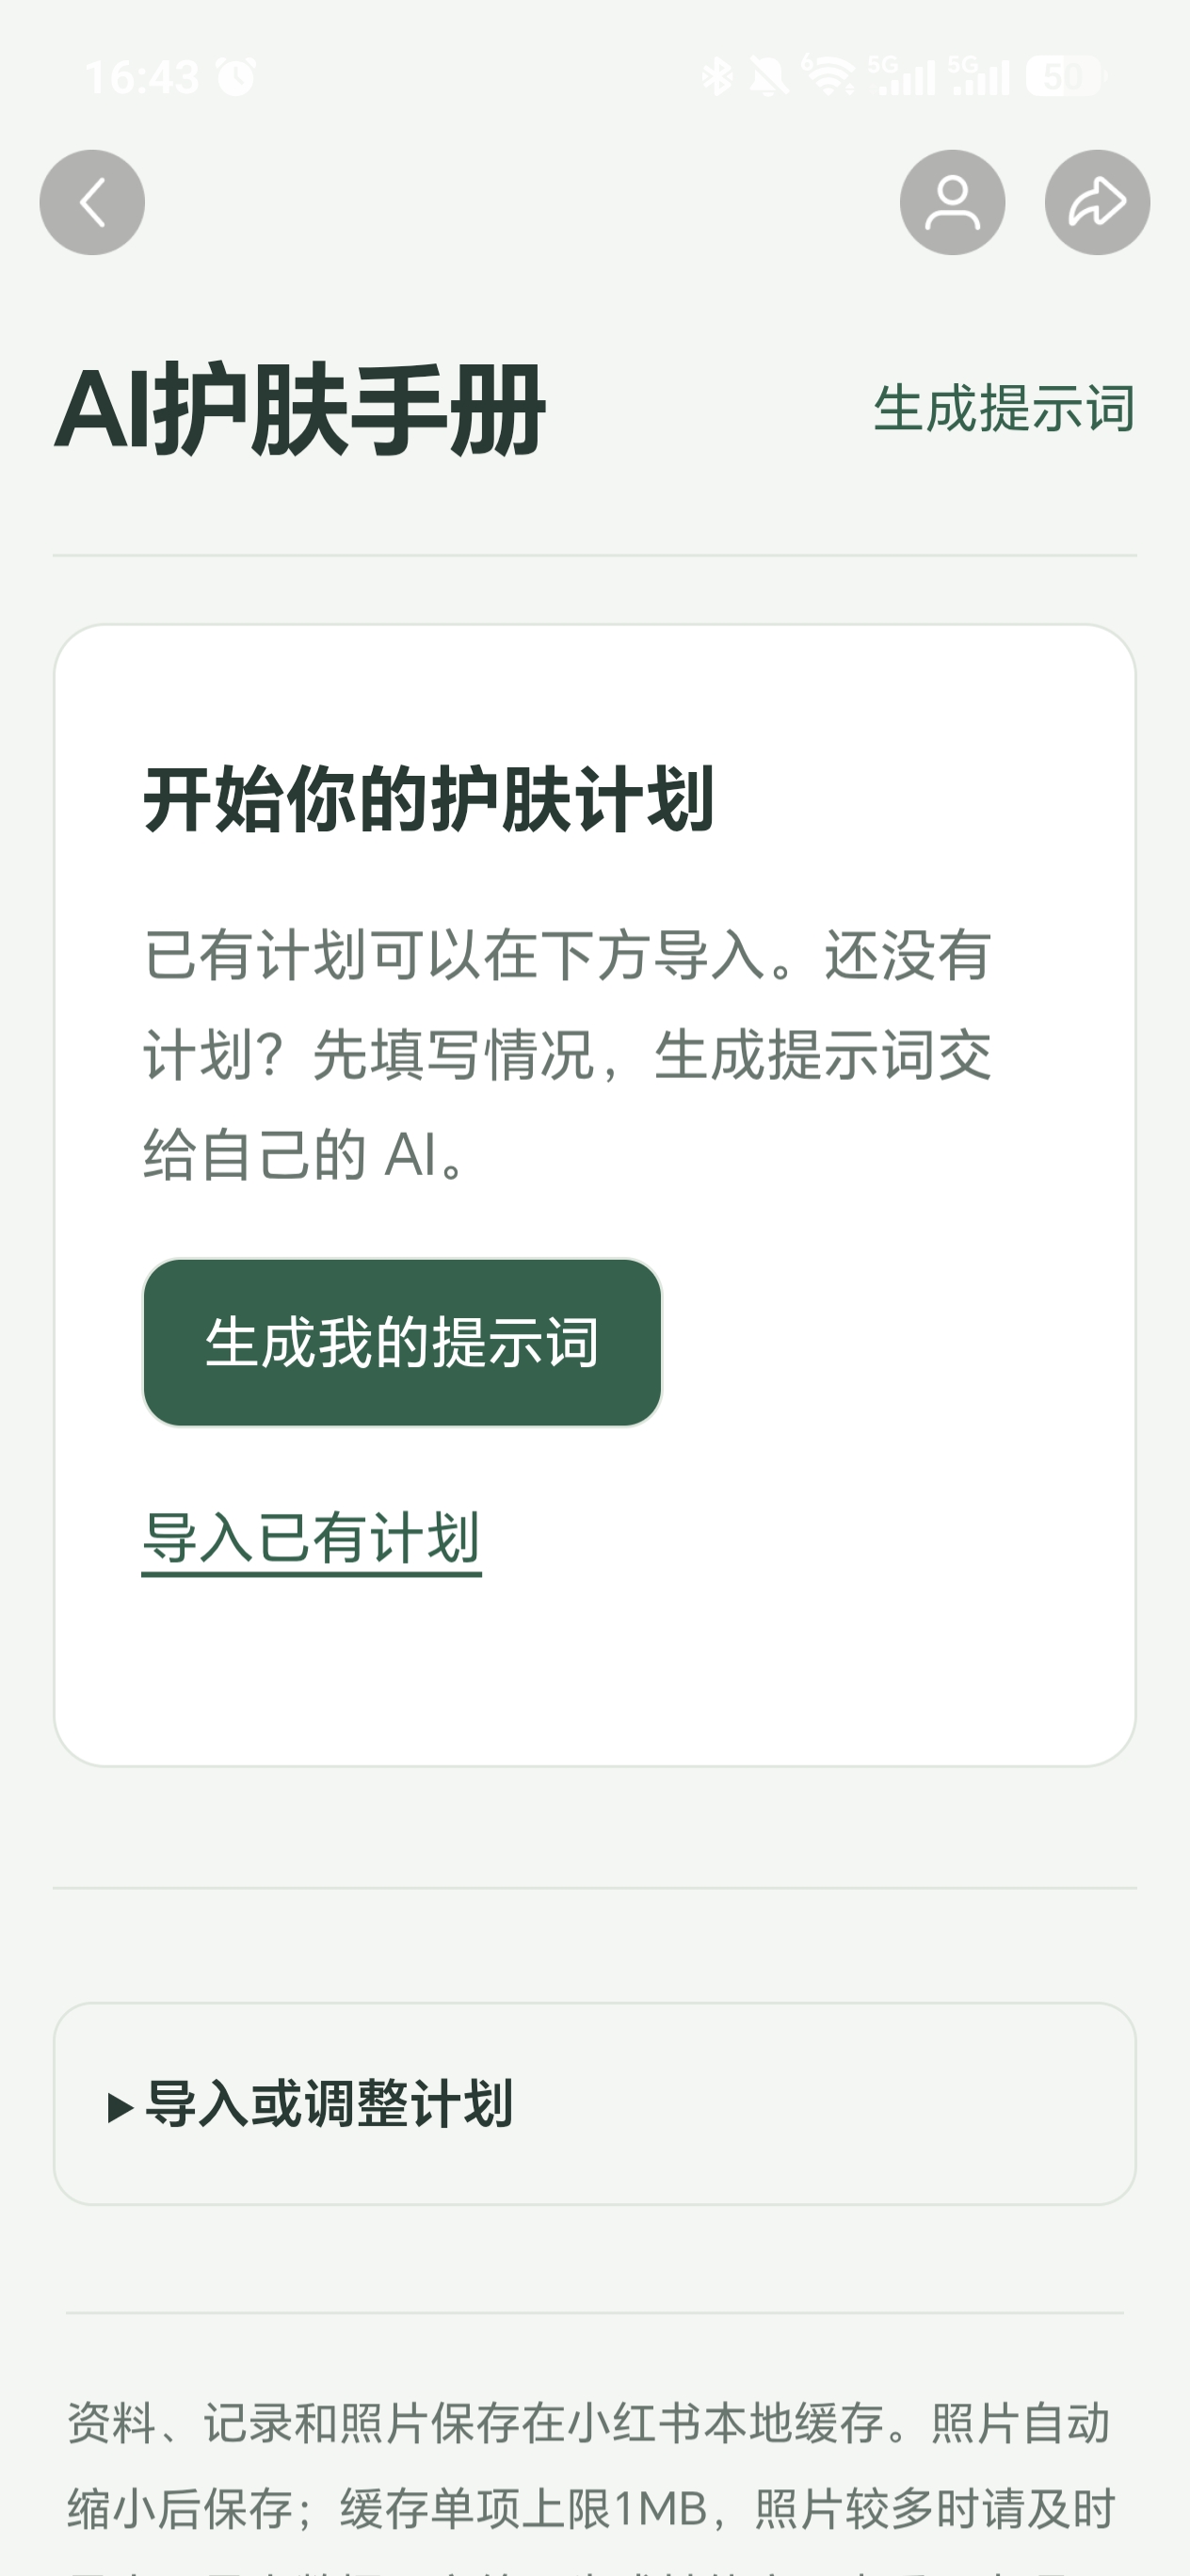 16:43
6 5G 5G 50
AI护肤手册
生成提示词
开始你的护肤计划
已有计划可以在下方导入。还没有
计划？先填写情况，生成提示词交
给自己的 AI。
生成我的提示词
导入已有计划
▸导入或调整计划
资料、记录和照片保存在小红书本地缓存。照片自动
缩小后保存；缓存单项上限1MB，照片较多时请及时